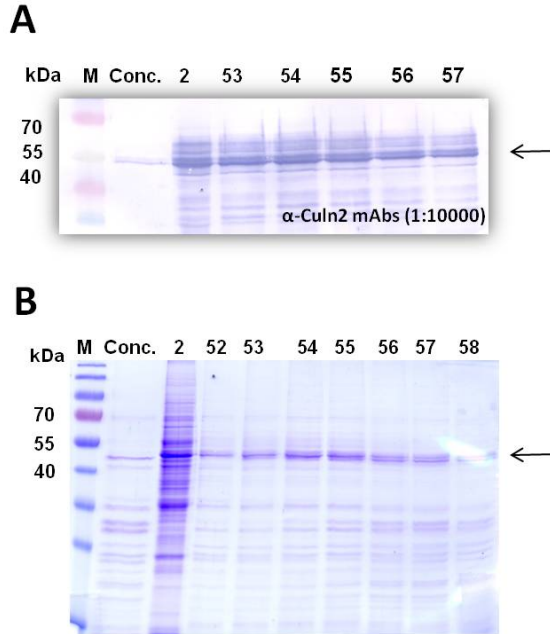 A
kDa M Conc. 2 53 54 55 56 57
70
55
40
α-Culn2 mAbs (1:10000)
B
kDa M Conc. 2 52 53 54 55 56 57 58
70
55
40